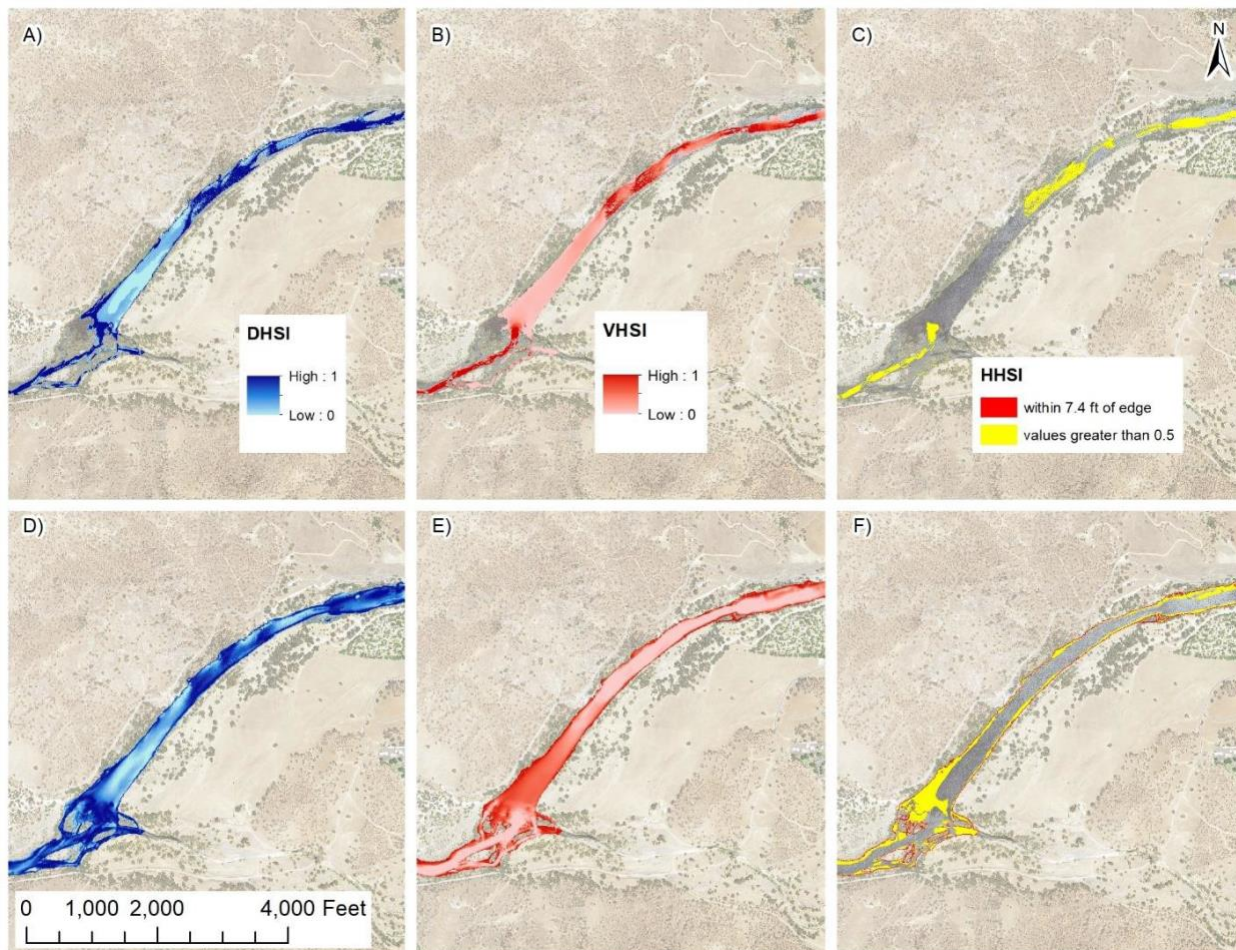 A)
DHSI
High : 1
Low : 0
B)
VHSI
High : 1
Low : 0
C)
N
HHSI
within 7.4 ft of edge
values greater than 0.5
D)
0 1,000 2,000 4,000 Feet
E)
F)